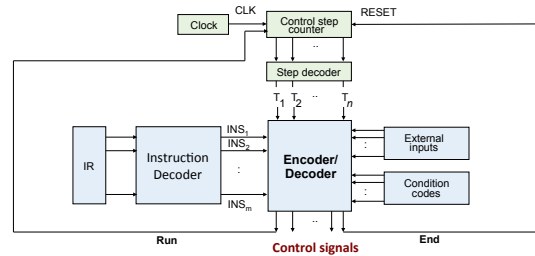 CLK
RESET
Clock
Control step
counter
..
Step decoder
T1 T2 .. Tn
IR
Instruction
Decoder
INS1
INS2
:
INSm
Encoder/
Decoder
External
inputs
:
Condition
codes
:
..
Run
End
Control signals